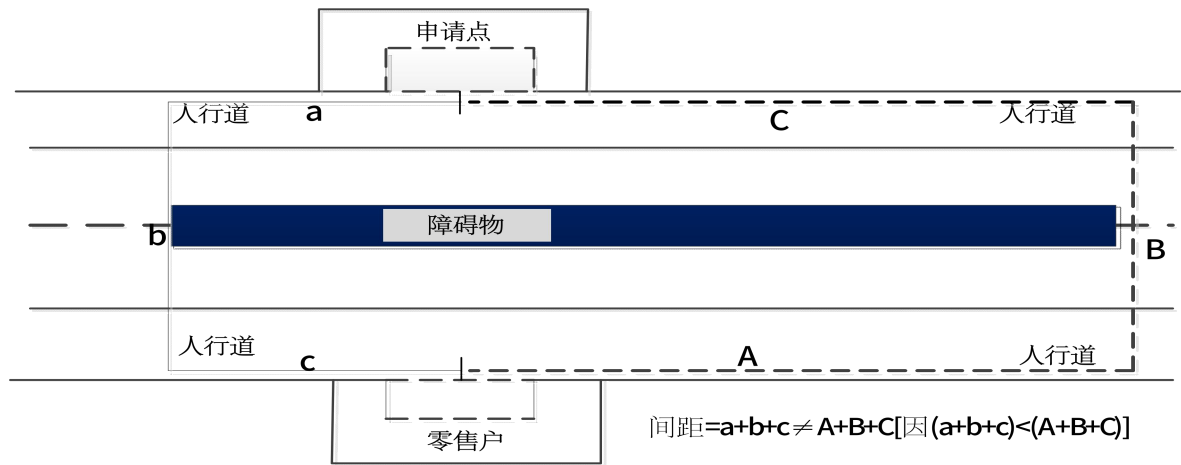 申请点
人行道
a
C
人行道
障碍物
b
B
人行道
c
A
人行道
零售户
间距=a+b+c≠A+B+C[因(a+b+c)<(A+B+C)]